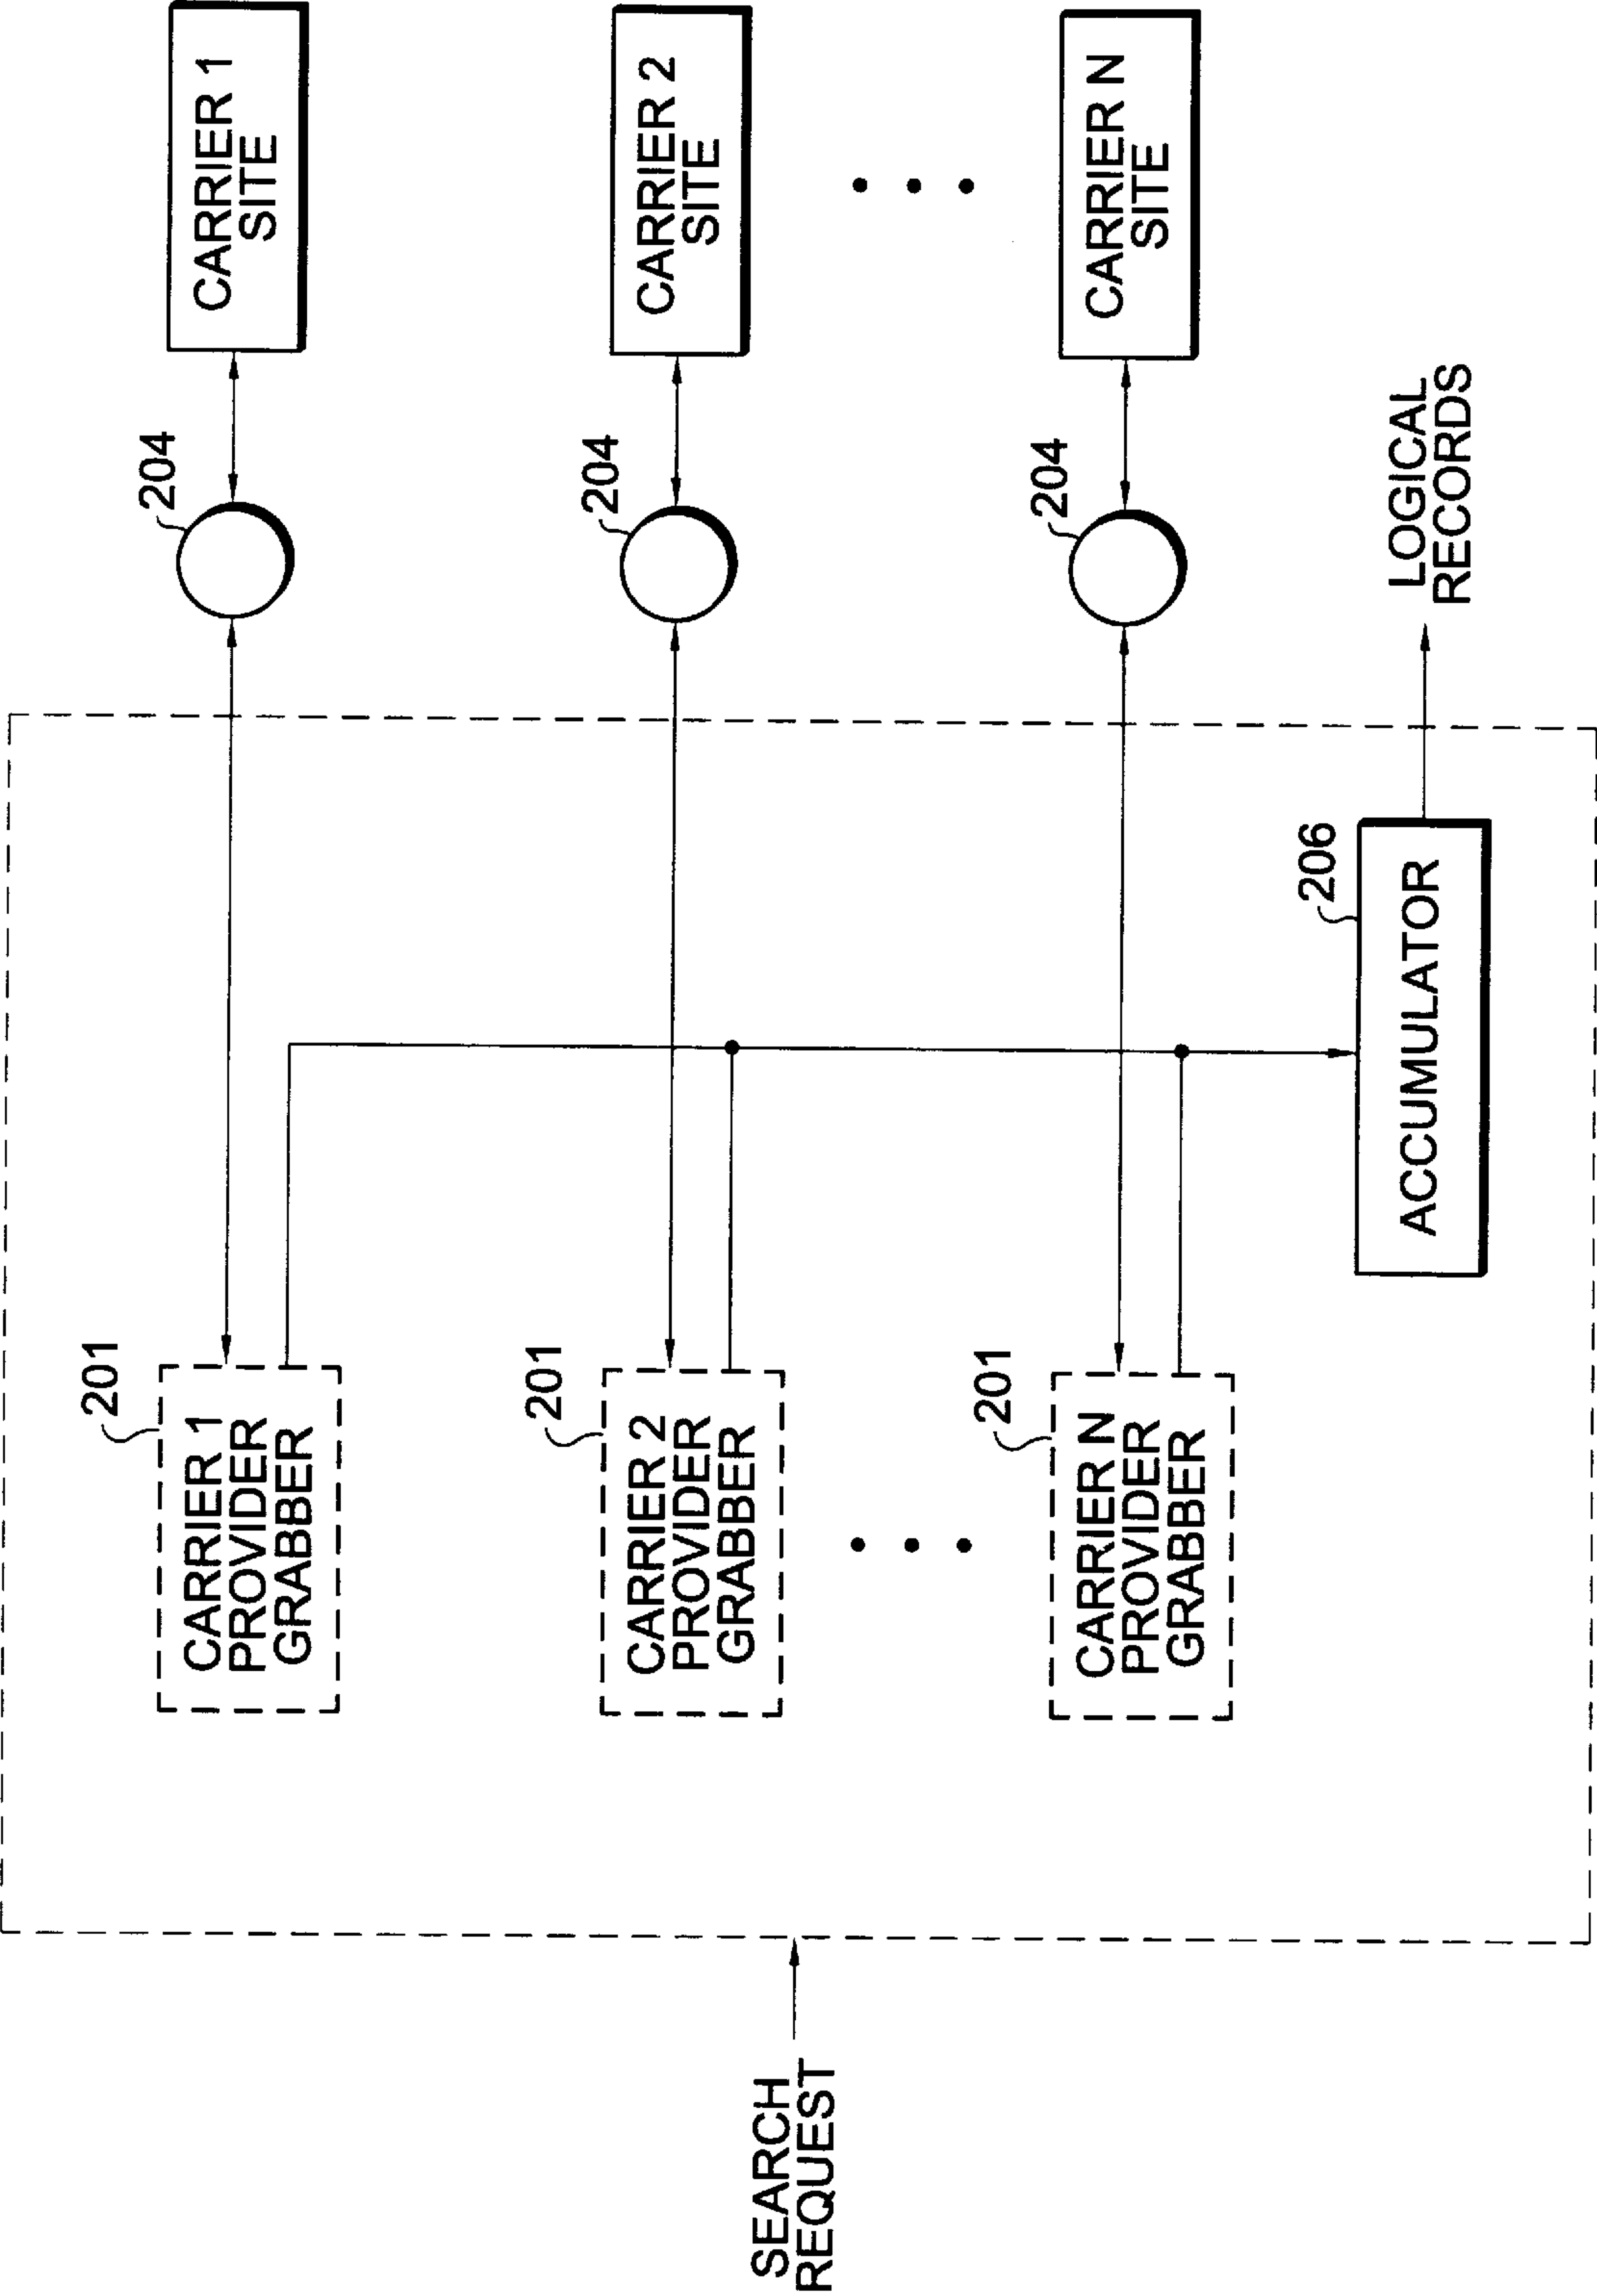 201
CARRIER 1
PROVIDER
GRABBER
204
CARRIER 1
SITE
201
CARRIER 2
PROVIDER
GRABBER
204
CARRIER 2
SITE
SEARCH
REQUEST
201
CARRIER N
PROVIDER
GRABBER
204
CARRIER N
SITE
206
ACCUMULATOR
LOGICAL
RECORDS